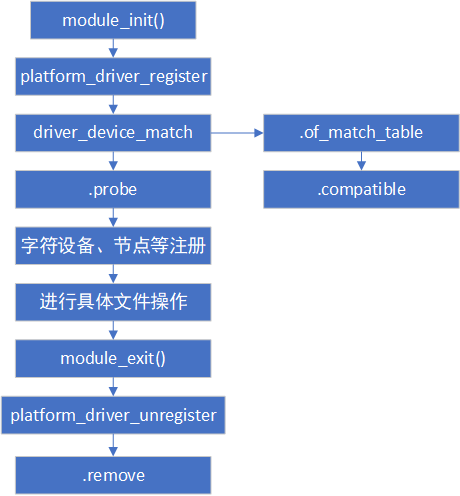 module_init()
platform_driver_register
driver_device_match
.of_match_table
.probe
.compatible
字符设备、节点等注册
进行具体文件操作
module_exit()
platform_driver_unregister
.remove